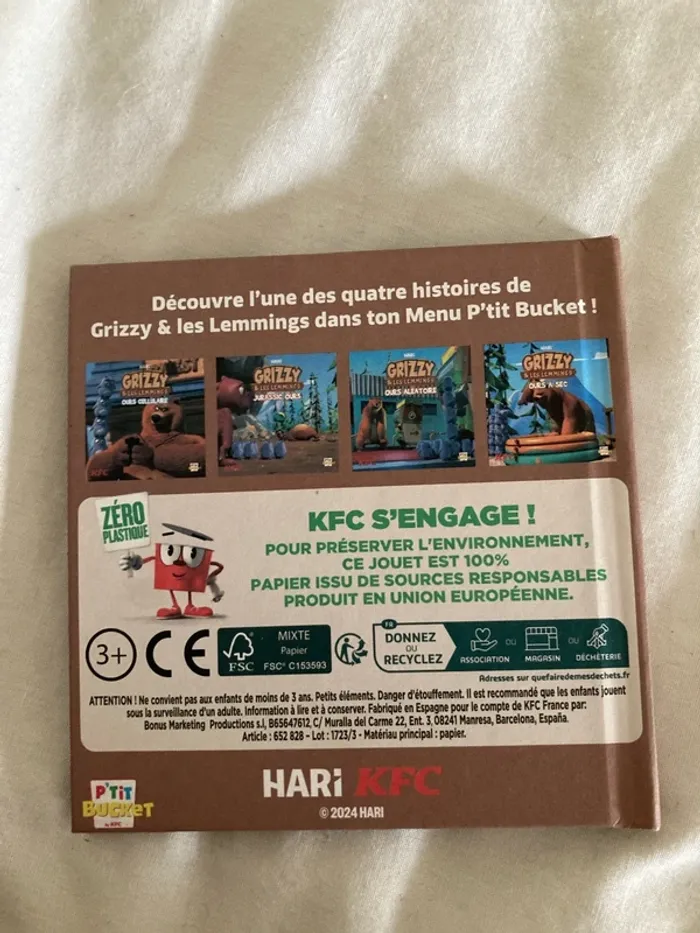 Découvre l'une des quatre histoires de
Grizzy & les Lemmings dans ton Menu P'tit Bucket !
GRIZZY
& LES LEMMINGS
OURS CELLULAIRE
KFC
GRIZZY
& LES LEMMINGS
JURASSIC OURS
GRIZZY
& LES LEMMINGS
OURS ALÉATOIRE
KFC
GRIZZY
& LES LEMMINGS
OURS À SEC
ZÉRO
PLASTIQUE
KFC S'ENGAGE !
POUR PRÉSERVER L'ENVIRONNEMENT,
CE JOUET EST 100%
PAPIER ISSU DE SOURCES RESPONSABLES
PRODUIT EN UNION EUROPÉENNE.
3+
CE
FSC
MIXTE
Papier
FSC® C153593
FR
DONNEZ
OU
RECYCLEZ
ASSOCIATION
OU
MAGASIN
OU
DÉCHÈTERIE
Adresses sur quefairedemesdechets.fr
ATTENTION ! Ne convient pas aux enfants de moins de 3 ans. Petits éléments. Danger d'étouffement. Il est recommandé que les enfants jouent
sous la surveillance d'un adulte. Information à lire et à conserver. Fabriqué en Espagne pour le compte de KFC France par:
Bonus Marketing Productions s.l, B65647612, C/ Muralla del Carme 22, Ent. 3, 08241 Manresa, Barcelona, España.
Article : 652 828 - Lot : 1723/3 - Matériau principal : papier.
HARi KFC
© 2024 HARI
P'TiT
BUCKET
by KFC